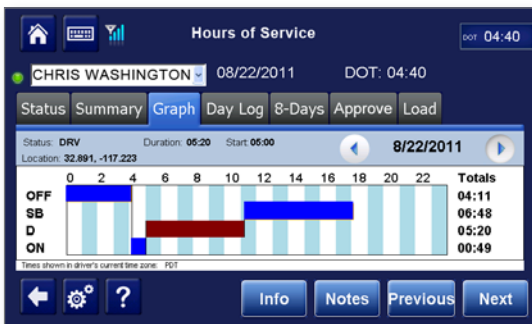 Hours of Service
DOT 04:40
CHRIS WASHINGTON 08/22/2011 DOT: 04:40
Status Summary Graph Day Log 8-Days Approve Load
Status: DRV Duration: 05:20 Start: 05:00
Location: 32.891, -117.223
8/22/2011
0 2 4 6 8 10 12 14 16 18 20 22 Totals
OFF 04:11
SB 06:48
D 05:20
ON 00:49
Times shown in driver's current time zone: PDT
? Info Notes Previous Next